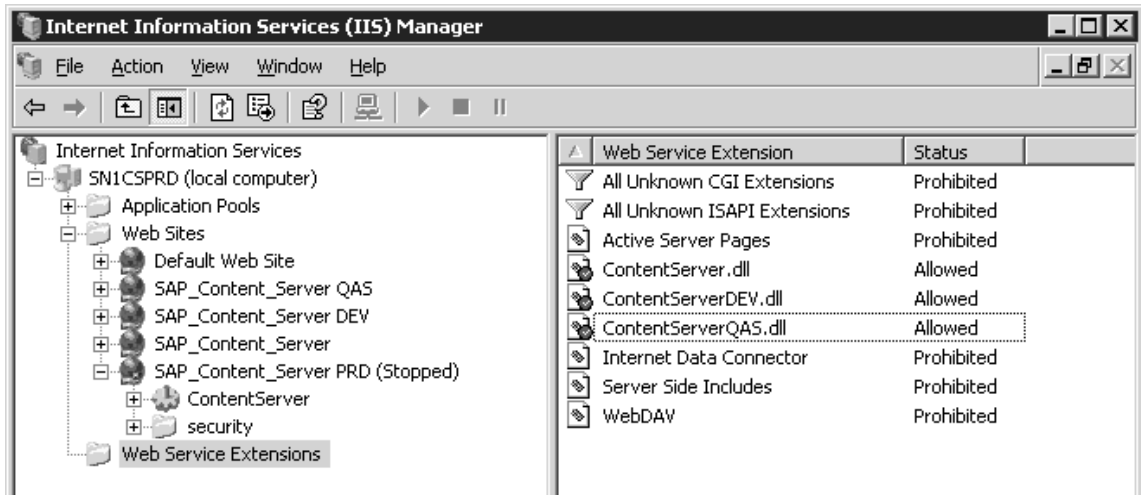 Internet Information Services (IIS) Manager
File Action View Window Help
Internet Information Services
SN1CSPRD (local computer)
Application Pools
Web Sites
Default Web Site
SAP_Content_Server QAS
SAP_Content_Server DEV
SAP_Content_Server
SAP_Content_Server PRD (Stopped)
ContentServer
security
Web Service Extensions
Web Service Extension Status
All Unknown CGI Extensions Prohibited
All Unknown ISAPI Extensions Prohibited
Active Server Pages Prohibited
ContentServer.dll Allowed
ContentServerDEV.dll Allowed
ContentServerQAS.dll Allowed
Internet Data Connector Prohibited
Server Side Includes Prohibited
WebDAV Prohibited